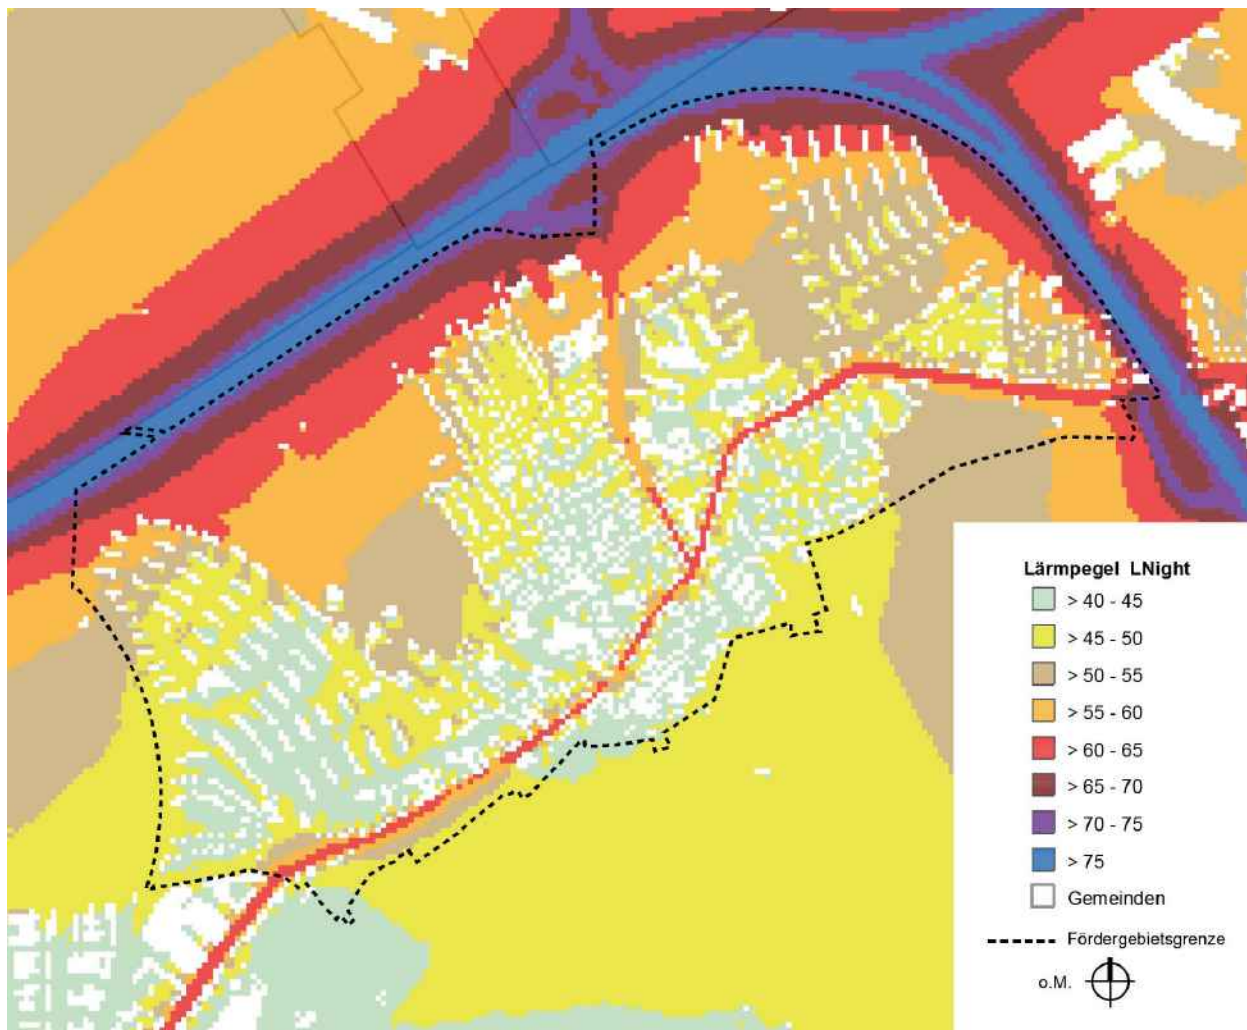 Lärmpegel LNight
> 40 - 45
> 45 - 50
> 50 - 55
> 55 - 60
> 60 - 65
> 65 - 70
> 70 - 75
> 75
Gemeinden
Fördergebietsgrenze
o.M.